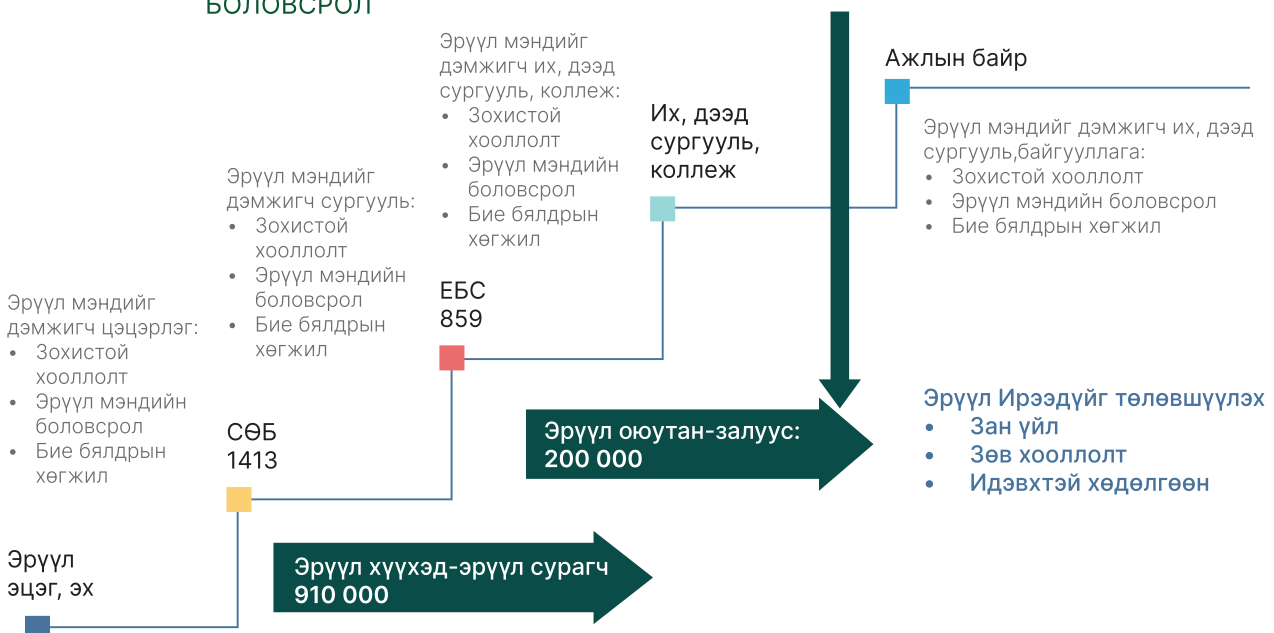 БОЛОВСРОЛ
Эрүүл мэндийг
дэмжигч их, дээд
сургууль, коллеж:
• Зохистой
хооллолт
• Эрүүл мэндийн
боловсрол
• Бие бялдрын
хөгжил
Ажлын байр
Эрүүл мэндийг дэмжигч их, дээд
сургууль,байгууллага:
• Зохистой хооллолт
• Эрүүл мэндийн боловсрол
• Бие бялдрын хөгжил
Их, дээд
сургууль,
коллеж
Эрүүл мэндийг
дэмжигч сургууль:
• Зохистой
хооллолт
• Эрүүл мэндийн
боловсрол
• Бие бялдрын
хөгжил
ЕБС
859
Эрүүл мэндийг
дэмжигч цэцэрлэг:
• Зохистой
хооллолт
• Эрүүл мэндийн
боловсрол
• Бие бялдрын
хөгжил
СӨБ
1413
Эрүүл оюутан-залуус:
200 000
Эрүүл Ирээдүйг төлөвшүүлэх
• Зан үйл
• Зөв хооллолт
• Идэвхтэй хөдөлгөөн
Эрүүл
эцэг, эх
Эрүүл хүүхэд-эрүүл сурагч
910 000